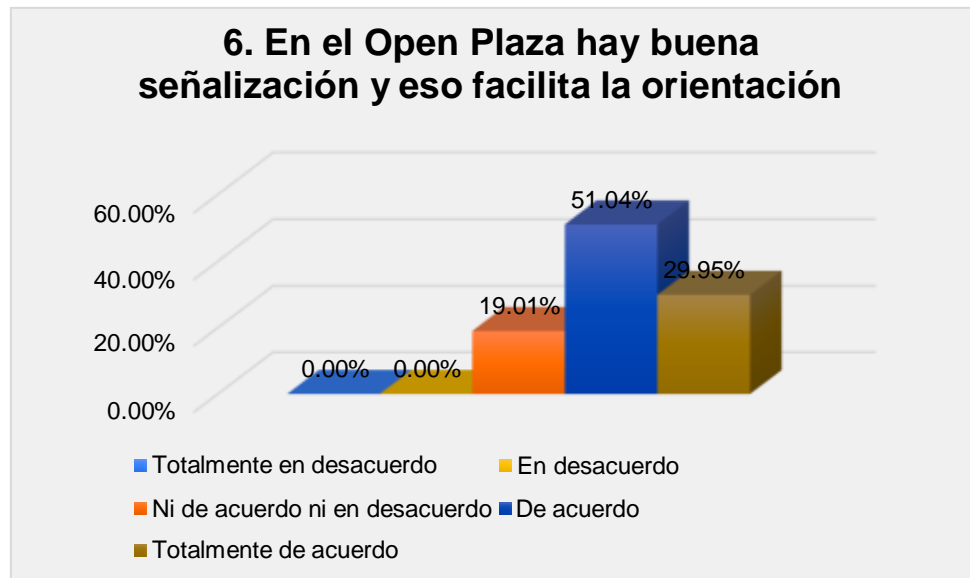 6. En el Open Plaza hay buena
señalización y eso facilita la orientación
60.00%
40.00%
20.00%
0.00%
0.00%
0.00%
19.01%
51.04%
29.95%
Totalmente en desacuerdo
En desacuerdo
Ni de acuerdo ni en desacuerdo
De acuerdo
Totalmente de acuerdo